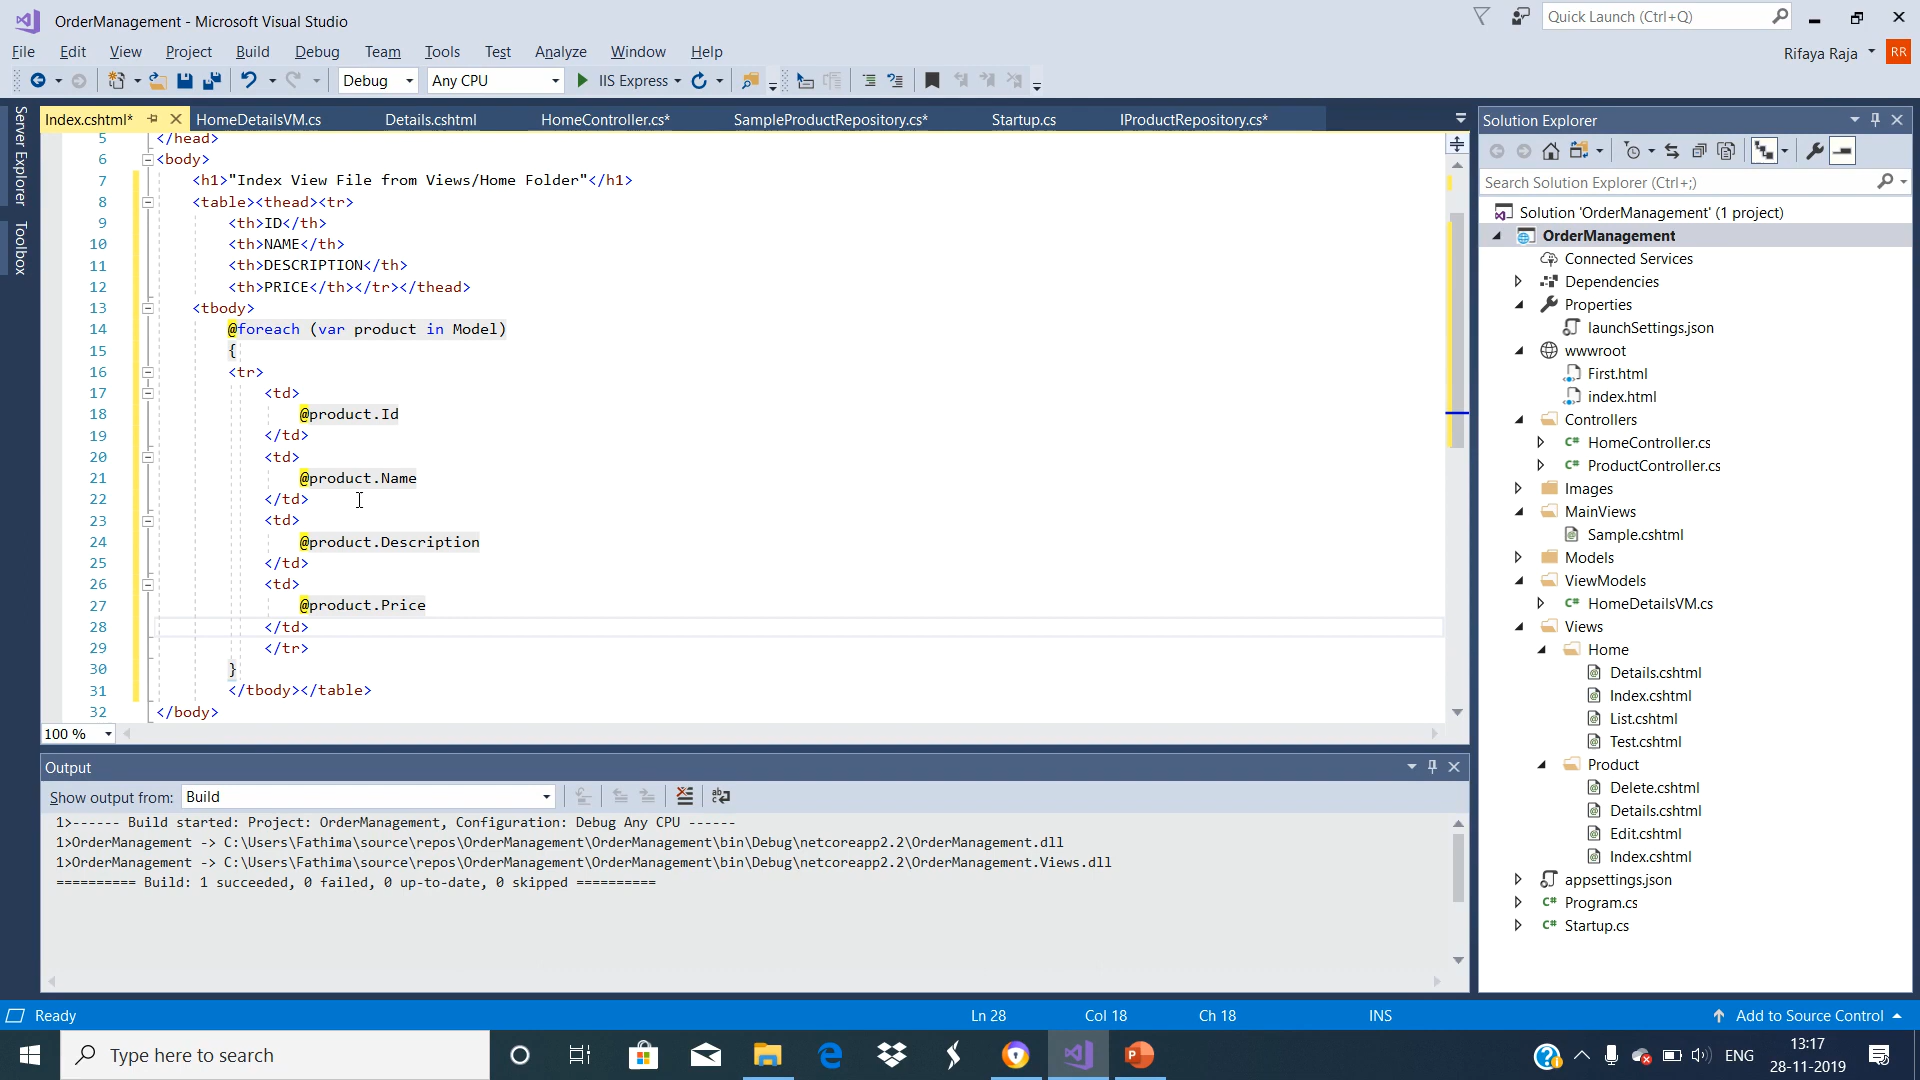 OrderManagement - Microsoft Visual Studio
Quick Launch (Ctrl+Q)
File Edit View Project Build Debug Team Tools Test Analyze Window Help
Rifaya Raja RR
Debug Any CPU IIS Express
Server Explorer
Toolbox
Index.cshtml* HomeDetailsVM.cs Details.cshtml HomeController.cs* SampleProductRepository.cs* Startup.cs IProductRepository.cs*
5 </head>
6 <body>
7 <h1>"Index View File from Views/Home Folder"</h1>
8 <table><thead><tr>
9 <th>ID</th>
10 <th>NAME</th>
11 <th>DESCRIPTION</th>
12 <th>PRICE</th></tr></thead>
13 <tbody>
14 @foreach (var product in Model)
15 {
16 <tr>
17 <td>
18 @product.Id
19 </td>
20 <td>
21 @product.Name
22 </td>
23 <td>
24 @product.Description
25 </td>
26 <td>
27 @product.Price
28 </td>
29 </tr>
30 }
31 </tbody></table>
32 </body>
100 %
Output
Show output from: Build
1>------ Build started: Project: OrderManagement, Configuration: Debug Any CPU ------
1>OrderManagement -> C:\Users\Fathima\source\repos\OrderManagement\OrderManagement\bin\Debug\netcoreapp2.2\OrderManagement.dll
1>OrderManagement -> C:\Users\Fathima\source\repos\OrderManagement\OrderManagement\bin\Debug\netcoreapp2.2\OrderManagement.Views.dll
========== Build: 1 succeeded, 0 failed, 0 up-to-date, 0 skipped ==========
Solution Explorer
Search Solution Explorer (Ctrl+;)
Solution 'OrderManagement' (1 project)
OrderManagement
Connected Services
Dependencies
Properties
launchSettings.json
wwwroot
First.html
index.html
Controllers
C# HomeController.cs
C# ProductController.cs
Images
MainViews
Sample.cshtml
Models
ViewModels
C# HomeDetailsVM.cs
Views
Home
Details.cshtml
Index.cshtml
List.cshtml
Test.cshtml
Product
Delete.cshtml
Details.cshtml
Edit.cshtml
Index.cshtml
appsettings.json
C# Program.cs
C# Startup.cs
Ready Ln 28 Col 18 Ch 18 INS Add to Source Control
Type here to search
ENG
13:17
28-11-2019